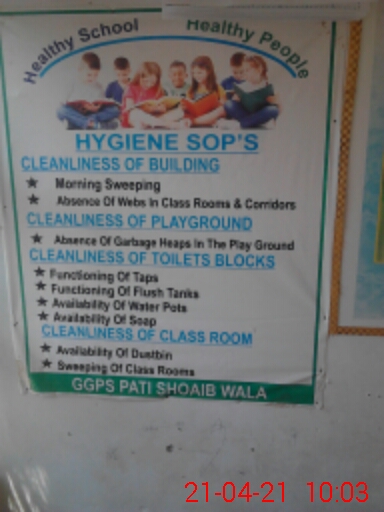 Healthy School Healthy People
HYGIENE SOP'S
CLEANLINESS OF BUILDING
★ Morning Sweeping
★ Absence Of Webs In Class Rooms & Corridors
CLEANLINESS OF PLAYGROUND
★ Absence Of Garbage Heaps In The Play Ground
CLEANLINESS OF TOILETS BLOCKS
★ Functioning Of Taps
★ Functioning Of Flush Tanks
★ Availability Of Water Pots
★ Availability Of Soap
CLEANLINESS OF CLASS ROOM
★ Availability Of Dustbin
★ Sweeping Of Class Rooms
GGPS PATI SHOAIB WALA
21-04-21 10:03